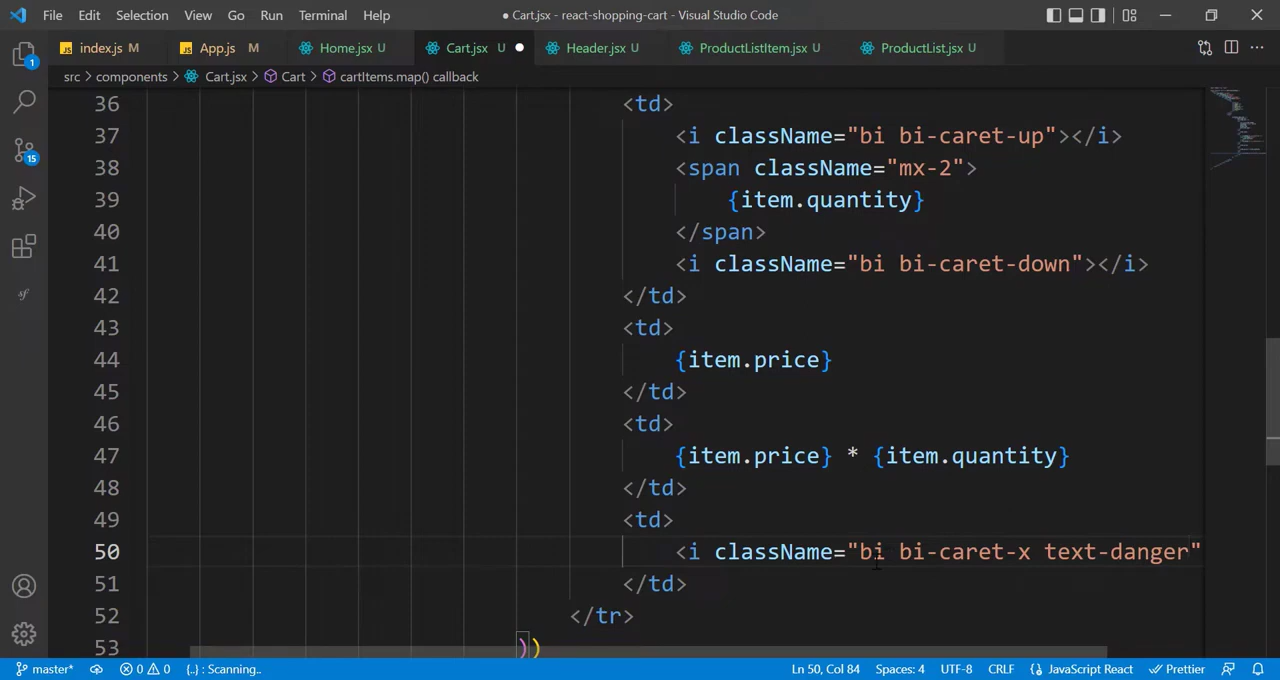 File Edit Selection View Go Run Terminal Help ● Cart.jsx - react-shopping-cart - Visual Studio Code
index.js M App.js M Home.jsx U Cart.jsx U Header.jsx U ProductListItem.jsx U ProductList.jsx U
src > components > Cart.jsx > Cart > cartItems.map() callback
36 <td>
37 <i className="bi bi-caret-up"></i>
38 <span className="mx-2">
39 {item.quantity}
40 </span>
41 <i className="bi bi-caret-down"></i>
42 </td>
43 <td>
44 {item.price}
45 </td>
46 <td>
47 {item.price} * {item.quantity}
48 </td>
49 <td>
50 <i className="bi bi-caret-x text-danger"
51 </td>
52 </tr>
53 ))
1
15
sf
master* 0 0 {..} : Scanning.. Ln 50, Col 84 Spaces: 4 UTF-8 CRLF JavaScript React Prettier